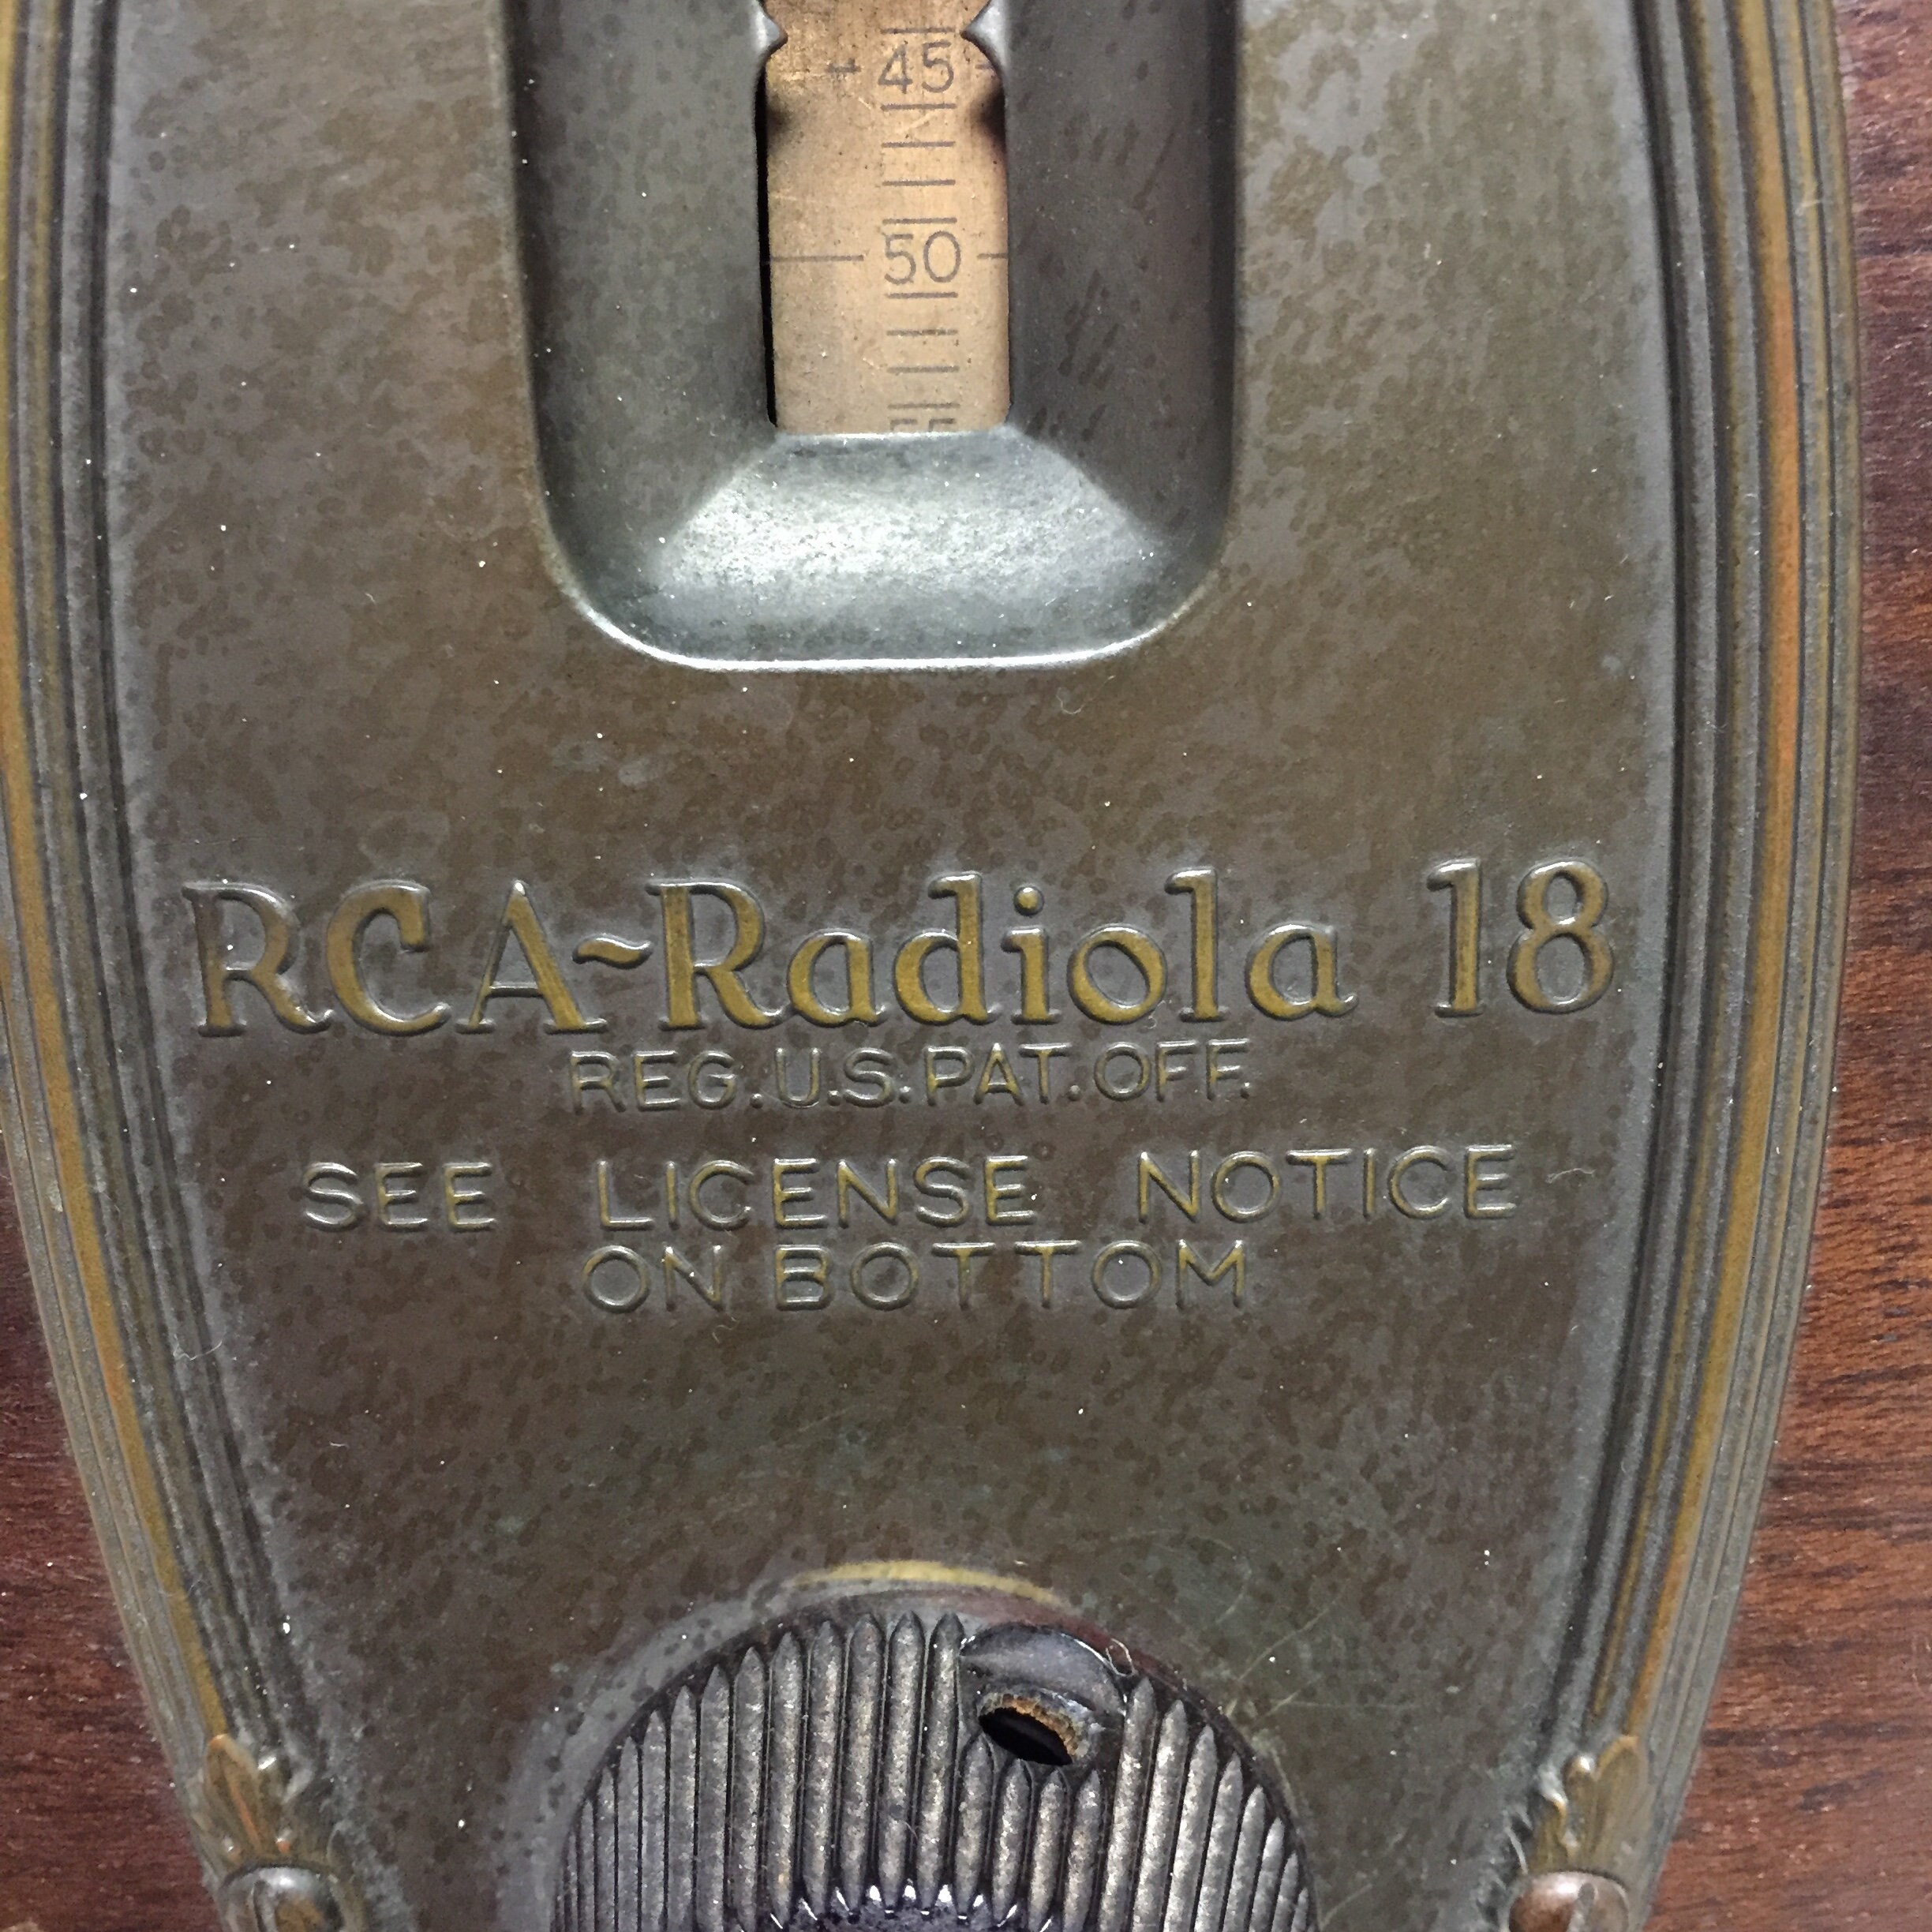 45
50
RCA-Radiola 18
REG.U.S.PAT.OFF.
SEE LICENSE NOTICE
ON BOTTOM